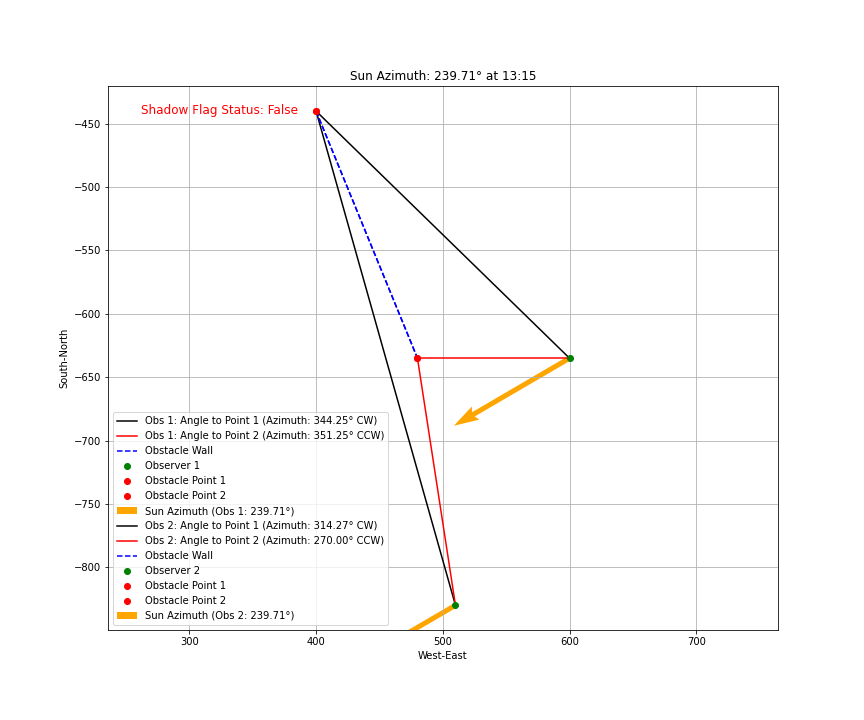 Sun Azimuth: 239.71° at 13:15
Shadow Flag Status: False
−450
−500
−550
−600
−650
−700
−750
−800
South-North
Obs 1: Angle to Point 1 (Azimuth: 344.25° CW)
Obs 1: Angle to Point 2 (Azimuth: 351.25° CCW)
Obstacle Wall
Observer 1
Obstacle Point 1
Obstacle Point 2
Sun Azimuth (Obs 1: 239.71°)
Obs 2: Angle to Point 1 (Azimuth: 314.27° CW)
Obs 2: Angle to Point 2 (Azimuth: 270.00° CCW)
Obstacle Wall
Observer 2
Obstacle Point 1
Obstacle Point 2
Sun Azimuth (Obs 2: 239.71°)
300 400 500 600 700
West-East